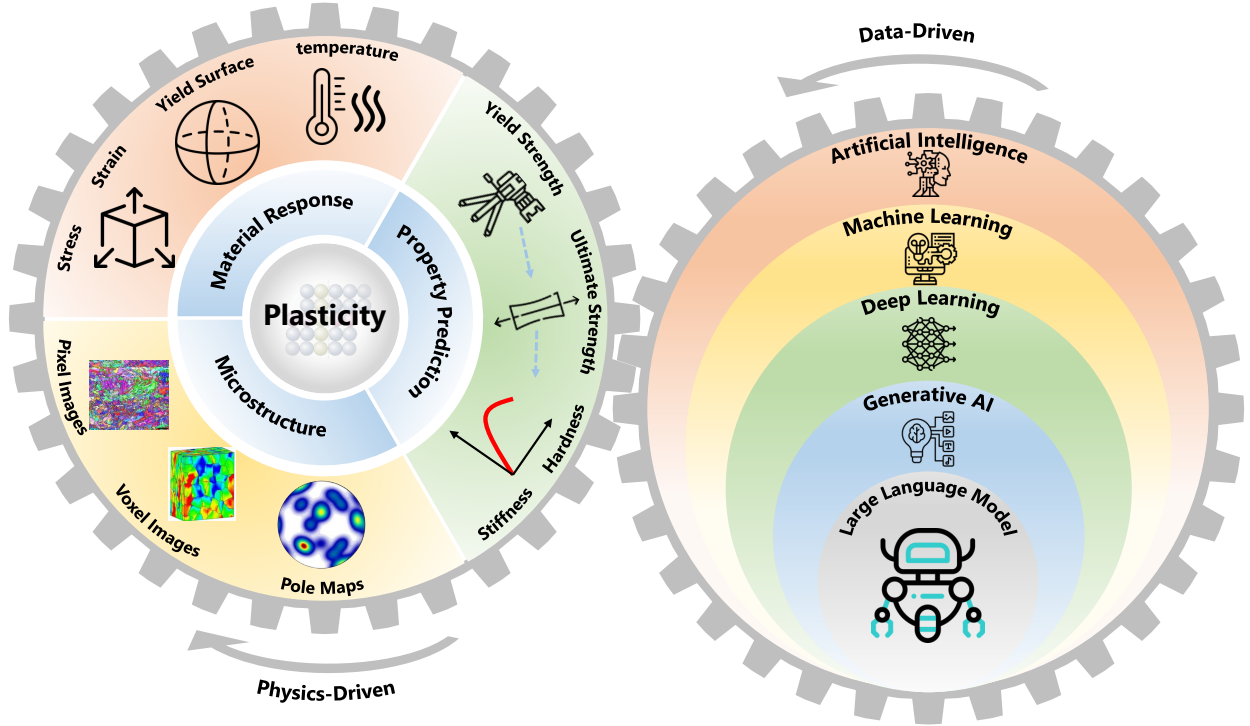 temperature
Yield Surface
Strain
Stress
Yield Strength
Ultimate Strength
Hardness
Stiffness
Pixel Images
Voxel Images
Pole Maps
Material Response
Property Prediction
Microstructure
Plasticity
Physics-Driven
Data-Driven
Artificial Intelligence
Machine Learning
Deep Learning
Generative AI
Large Language Model